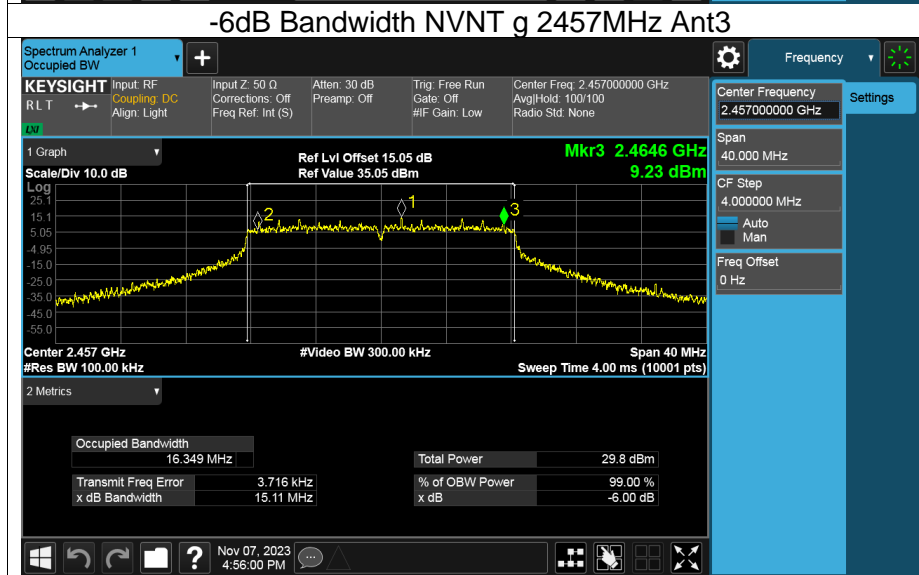 -6dB Bandwidth NVNT g 2457MHz Ant3
Spectrum Analyzer 1
Occupied BW
+
Frequency
KEYSIGHT
RLT
LXI
Input: RF
Coupling: DC
Align: Light
Input Z: 50 Ω
Corrections: Off
Freq Ref: Int (S)
Atten: 30 dB
Preamp: Off
Trig: Free Run
Gate: Off
#IF Gain: Low
Center Freq: 2.457000000 GHz
Avg|Hold: 100/100
Radio Std: None
Center Frequency
2.457000000 GHz
Settings
Span
40.000 MHz
CF Step
4.000000 MHz
Auto
Man
Freq Offset
0 Hz
1 Graph
Scale/Div 10.0 dB
Ref Lvl Offset 15.05 dB
Ref Value 35.05 dBm
Mkr3 2.4646 GHz
9.23 dBm
Log
25.1
15.1
5.05
-4.95
-15.0
-25.0
-35.0
-45.0
-55.0
2
1
3
Center 2.457 GHz
#Video BW 300.00 kHz
Span 40 MHz
#Res BW 100.00 kHz
Sweep Time 4.00 ms (10001 pts)
2 Metrics
Occupied Bandwidth
16.349 MHz
Total Power 29.8 dBm
Transmit Freq Error 3.716 kHz
% of OBW Power 99.00 %
x dB Bandwidth 15.11 MHz
x dB -6.00 dB
?
Nov 07, 2023
4:56:00 PM